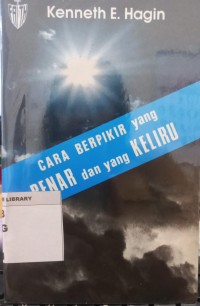 Kenneth E. Hagin
CARA BERPIKIR yang
BENAR dan yang KELIRU
LIBRARY